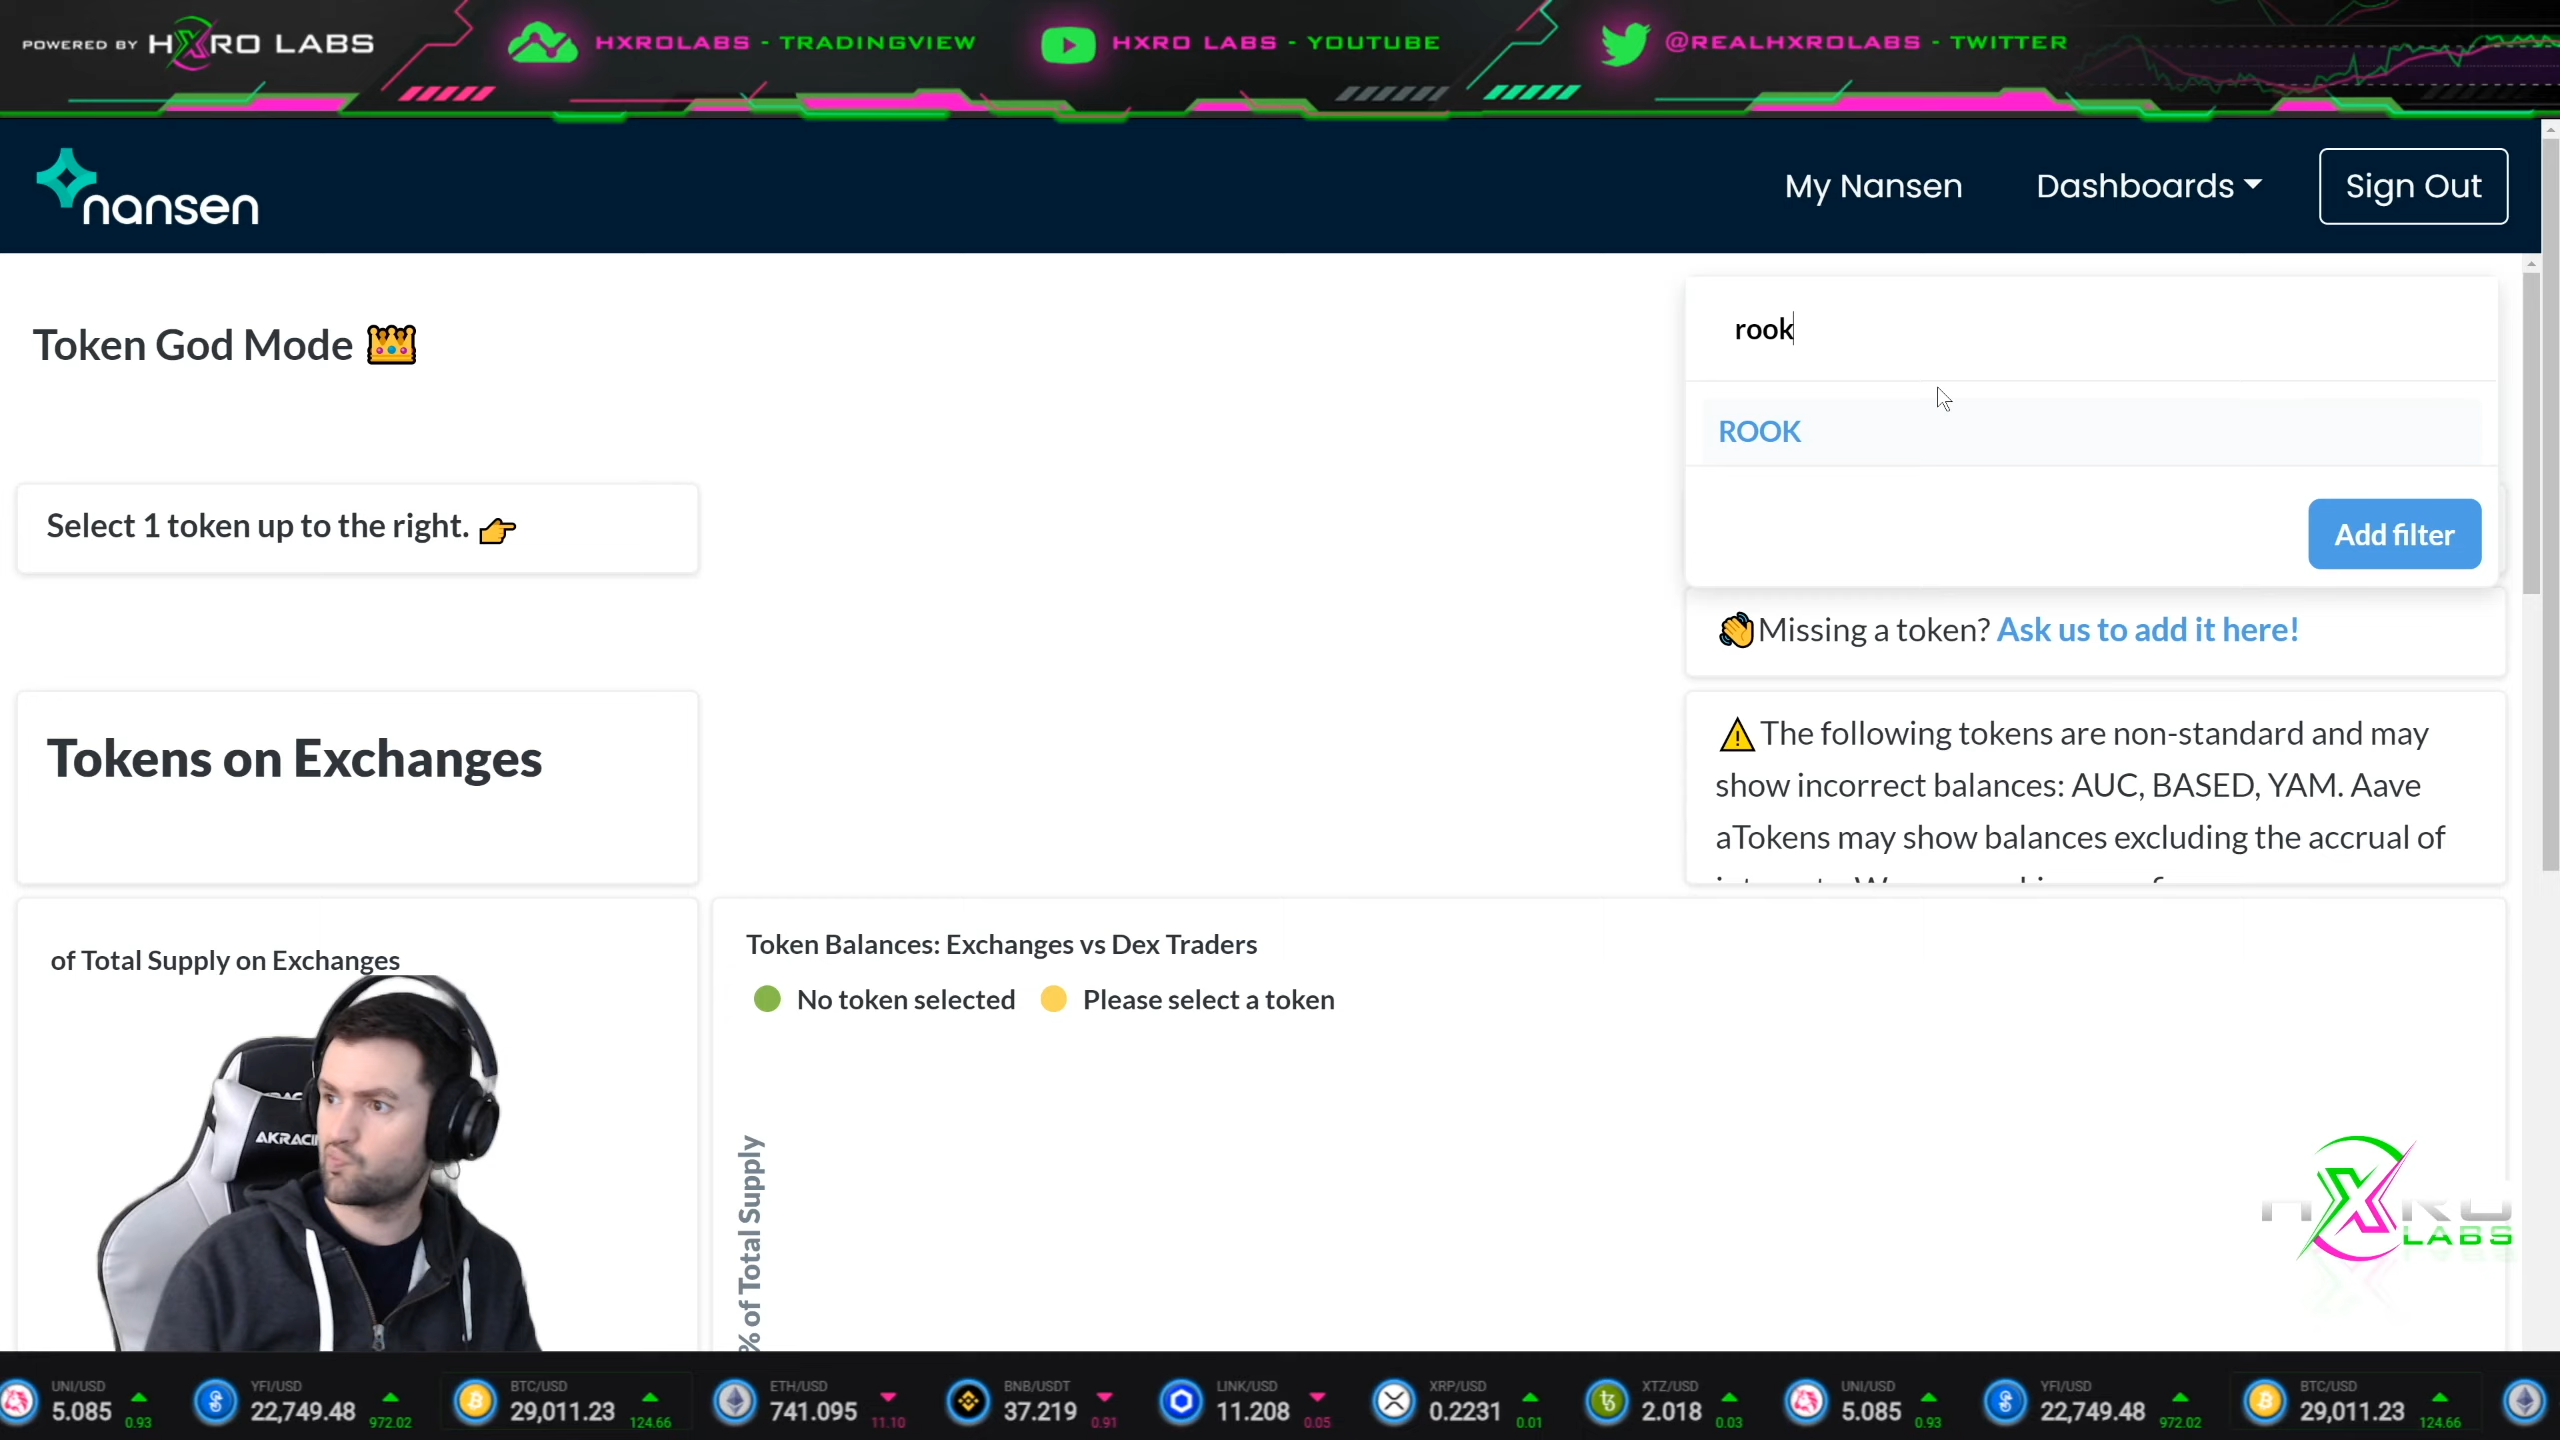 POWERED BY HXRO LABS
HXROLABS - TRADINGVIEW
HXRO LABS - YOUTUBE
@REALHXROLABS - TWITTER
nansen
My Nansen
Dashboards
Sign Out
Token God Mode
rook
ROOK
Add filter
Select 1 token up to the right.
Missing a token? Ask us to add it here!
Tokens on Exchanges
The following tokens are non-standard and may
show incorrect balances: AUC, BASED, YAM. Aave
aTokens may show balances excluding the accrual of
of Total Supply on Exchanges
Token Balances: Exchanges vs Dex Traders
No token selected
Please select a token
% of Total Supply
HXRO
LABS
UNI/USD 5.085 0.93
YFI/USD 22,749.48 972.02
BTC/USD 29,011.23 124.66
ETH/USD 741.095 11.10
BNB/USDT 37.219 0.91
LINK/USD 11.208 0.05
XRP/USD 0.2231 0.01
XTZ/USD 2.018 0.03
UNI/USD 5.085 0.93
YFI/USD 22,749.48 972.02
BTC/USD 29,011.23 124.66